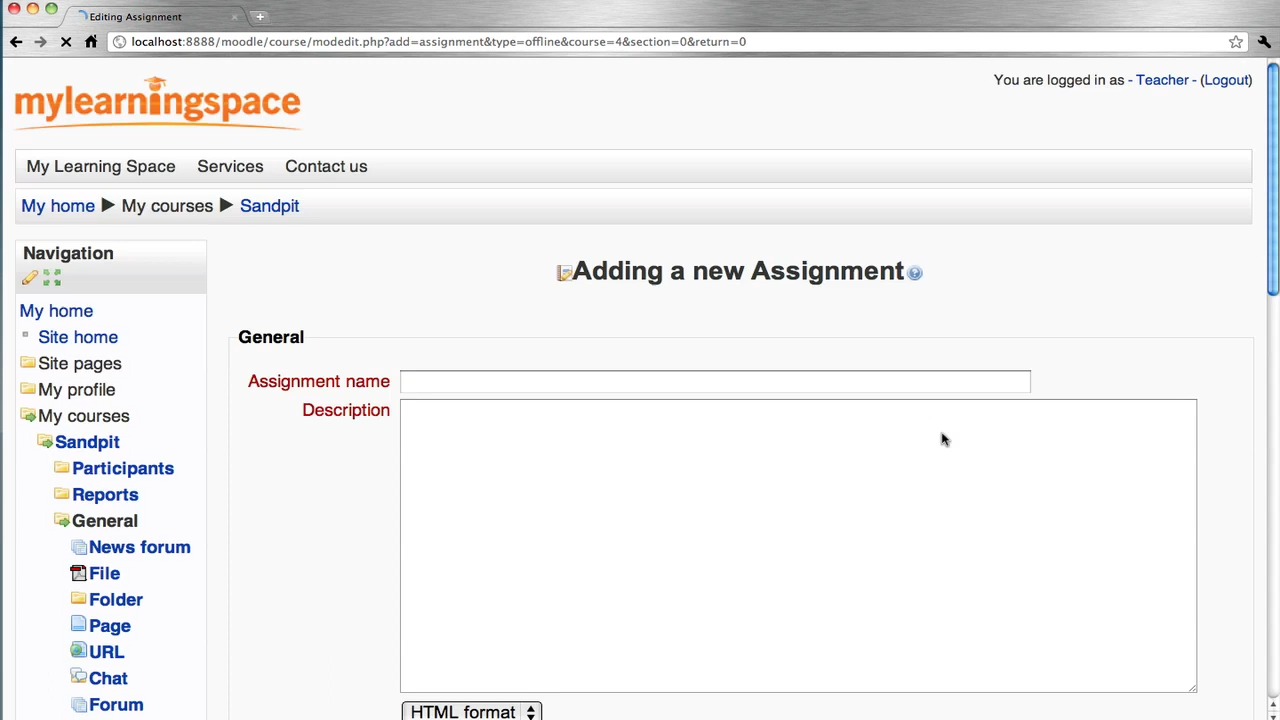 Editing Assignment
localhost:8888/moodle/course/modedit.php?add=assignment&type=offline&course=4&section=0&return=0
You are logged in as - Teacher - (Logout)
mylearningspace
My Learning Space Services Contact us
My home My courses Sandpit
Navigation
Adding a new Assignment
My home
Site home
General
Site pages
My profile
Assignment name
My courses
Description
Sandpit
Participants
Reports
General
News forum
File
Folder
Page
URL
Chat
Forum
HTML format